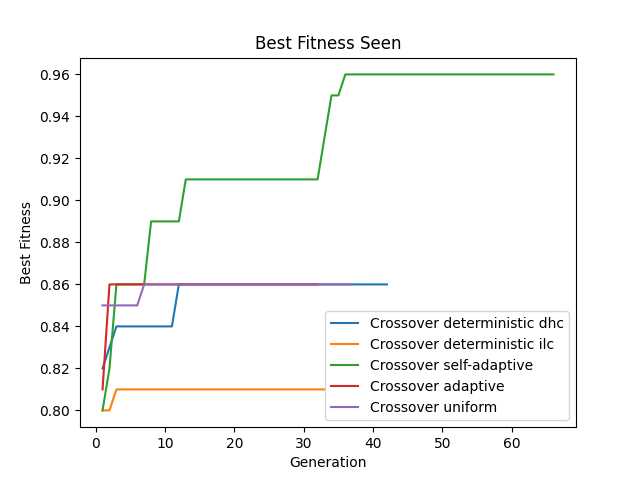 Best Fitness Seen
Best Fitness
0.96
0.94
0.92
0.90
0.88
0.86
0.84
0.82
0.80
Crossover deterministic dhc
Crossover deterministic ilc
Crossover self-adaptive
Crossover adaptive
Crossover uniform
0 10 20 30 40 50 60
Generation